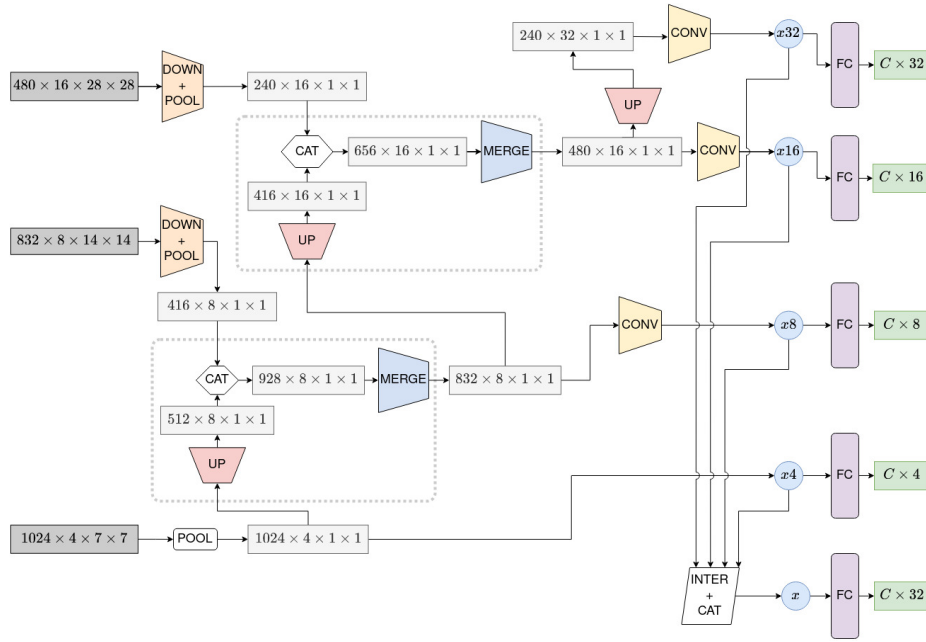 240 × 32 × 1 × 1
CONV
x32
FC
C × 32
480 × 16 × 28 × 28
DOWN
+
POOL
240 × 16 × 1 × 1
UP
CAT
656 × 16 × 1 × 1
MERGE
480 × 16 × 1 × 1
CONV
x16
FC
C × 16
416 × 16 × 1 × 1
UP
832 × 8 × 14 × 14
DOWN
+
POOL
416 × 8 × 1 × 1
CONV
x8
FC
C × 8
CAT
928 × 8 × 1 × 1
MERGE
832 × 8 × 1 × 1
512 × 8 × 1 × 1
UP
x4
FC
C × 4
1024 × 4 × 7 × 7
POOL
1024 × 4 × 1 × 1
INTER
+
CAT
x
FC
C × 32